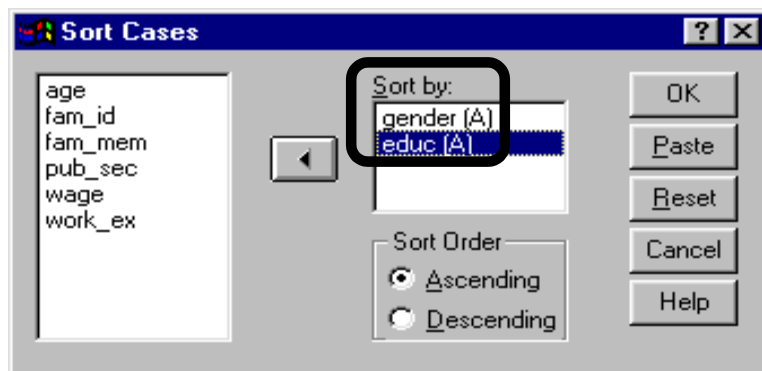 Sort Cases
age
fam_id
fam_mem
pub_sec
wage
work_ex
Sort by:
gender (A)
educ (A)
Sort Order
Ascending
Descending
OK
Paste
Reset
Cancel
Help